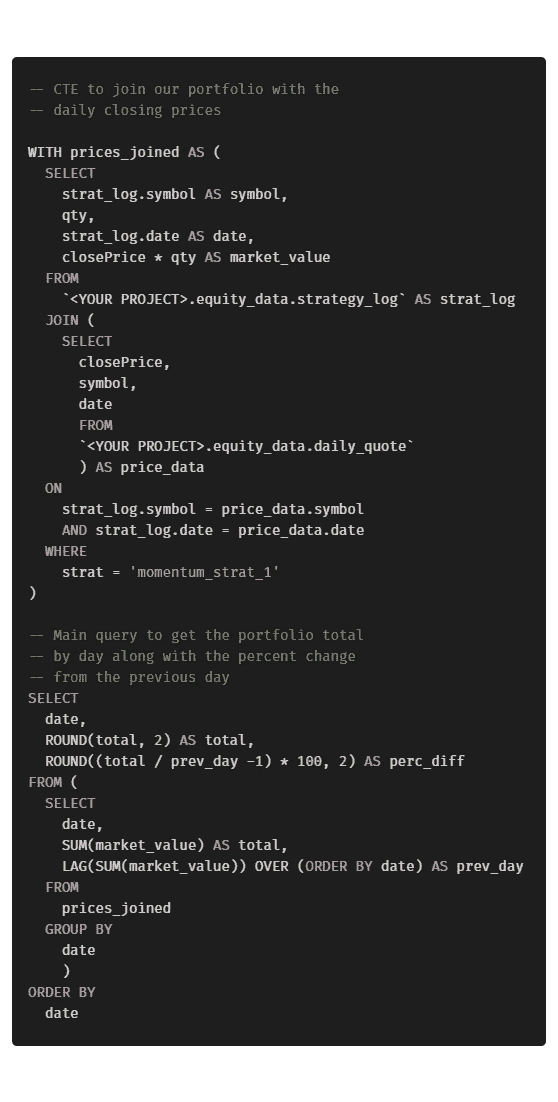 -- CTE to join our portfolio with the
-- daily closing prices
WITH prices_joined AS (
SELECT
strat_log.symbol AS symbol,
qty,
strat_log.date AS date,
closePrice * qty AS market_value
FROM
`<YOUR PROJECT>.equity_data.strategy_log` AS strat_log
JOIN (
SELECT
closePrice,
symbol,
date
FROM
`<YOUR PROJECT>.equity_data.daily_quote`
) AS price_data
ON
strat_log.symbol = price_data.symbol
AND strat_log.date = price_data.date
WHERE
strat = 'momentum_strat_1'
)
-- Main query to get the portfolio total
-- by day along with the percent change
-- from the previous day
SELECT
date,
ROUND(total, 2) AS total,
ROUND((total / prev_day -1) * 100, 2) AS perc_diff
FROM (
SELECT
date,
SUM(market_value) AS total,
LAG(SUM(market_value)) OVER (ORDER BY date) AS prev_day
FROM
prices_joined
GROUP BY
date
)
ORDER BY
date